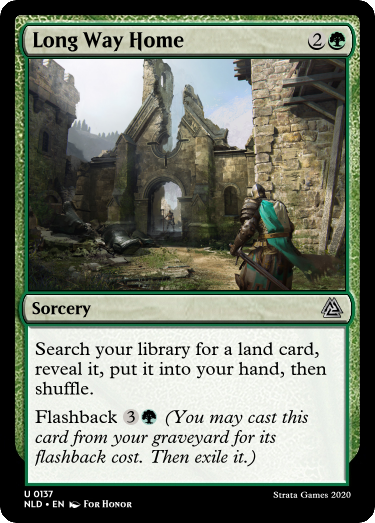 Long Way Home 2
Sorcery
Search your library for a land card,
reveal it, put it into your hand, then
shuffle.
Flashback 3 (You may cast this
card from your graveyard for its
flashback cost. Then exile it.)
U 0137
NLD • EN For Honor Strata Games 2020